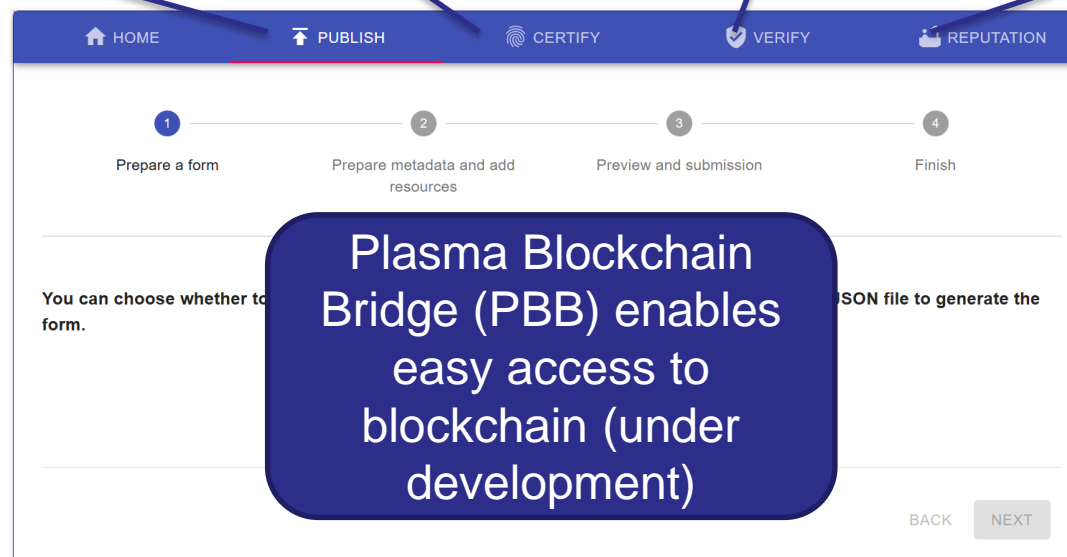 HOME PUBLISH CERTIFY VERIFY REPUTATION
1 2 3 4
Prepare a form Prepare metadata and add resources Preview and submission Finish
You can choose whether to
JSON file to generate the
form.
Plasma Blockchain
Bridge (PBB) enables
easy access to
blockchain (under
development)
BACK NEXT